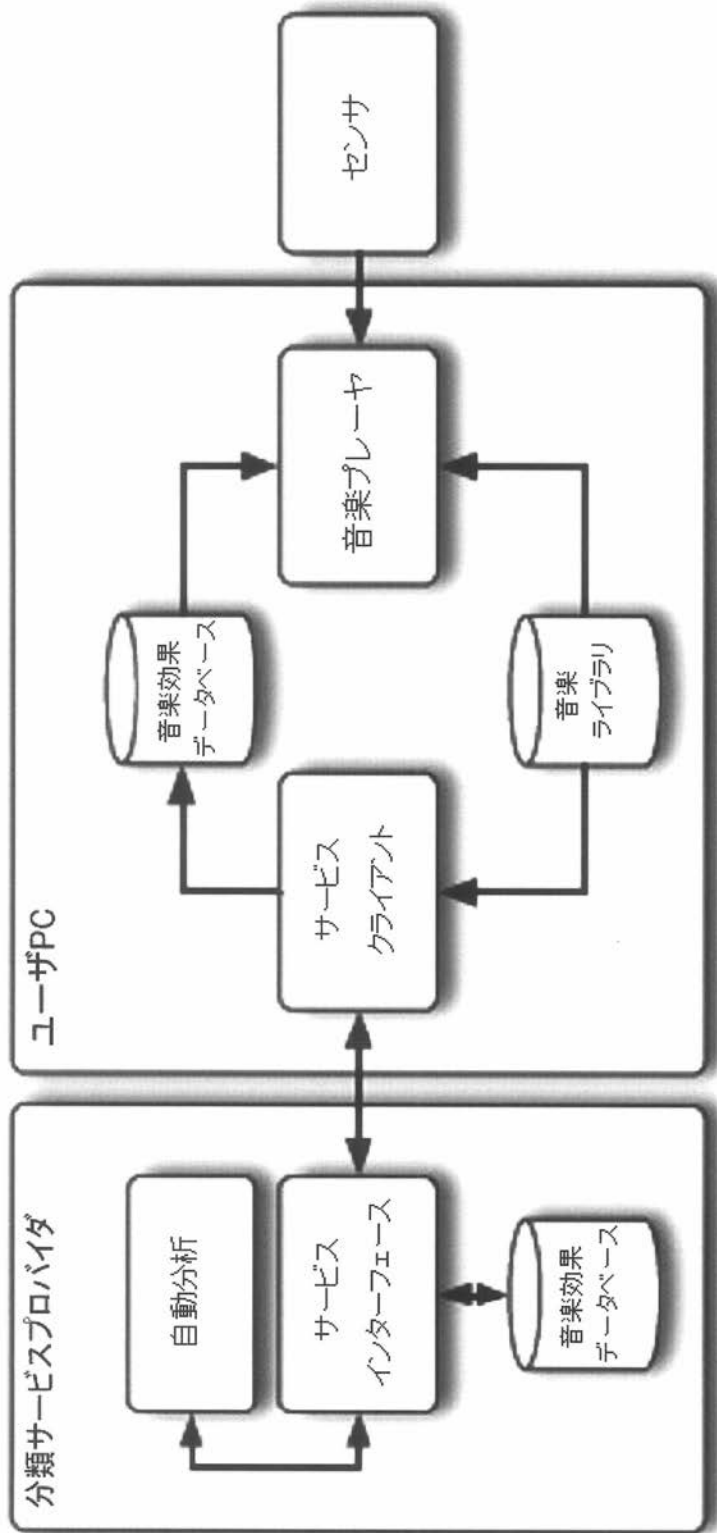 分類サービスプロバイダ
自動分析
サービス
インターフェース
音楽効果
データベース
ユーザPC
サービス
クライアント
音楽効果
データベース
音楽
ライブラリ
音楽プレーヤ
センサ